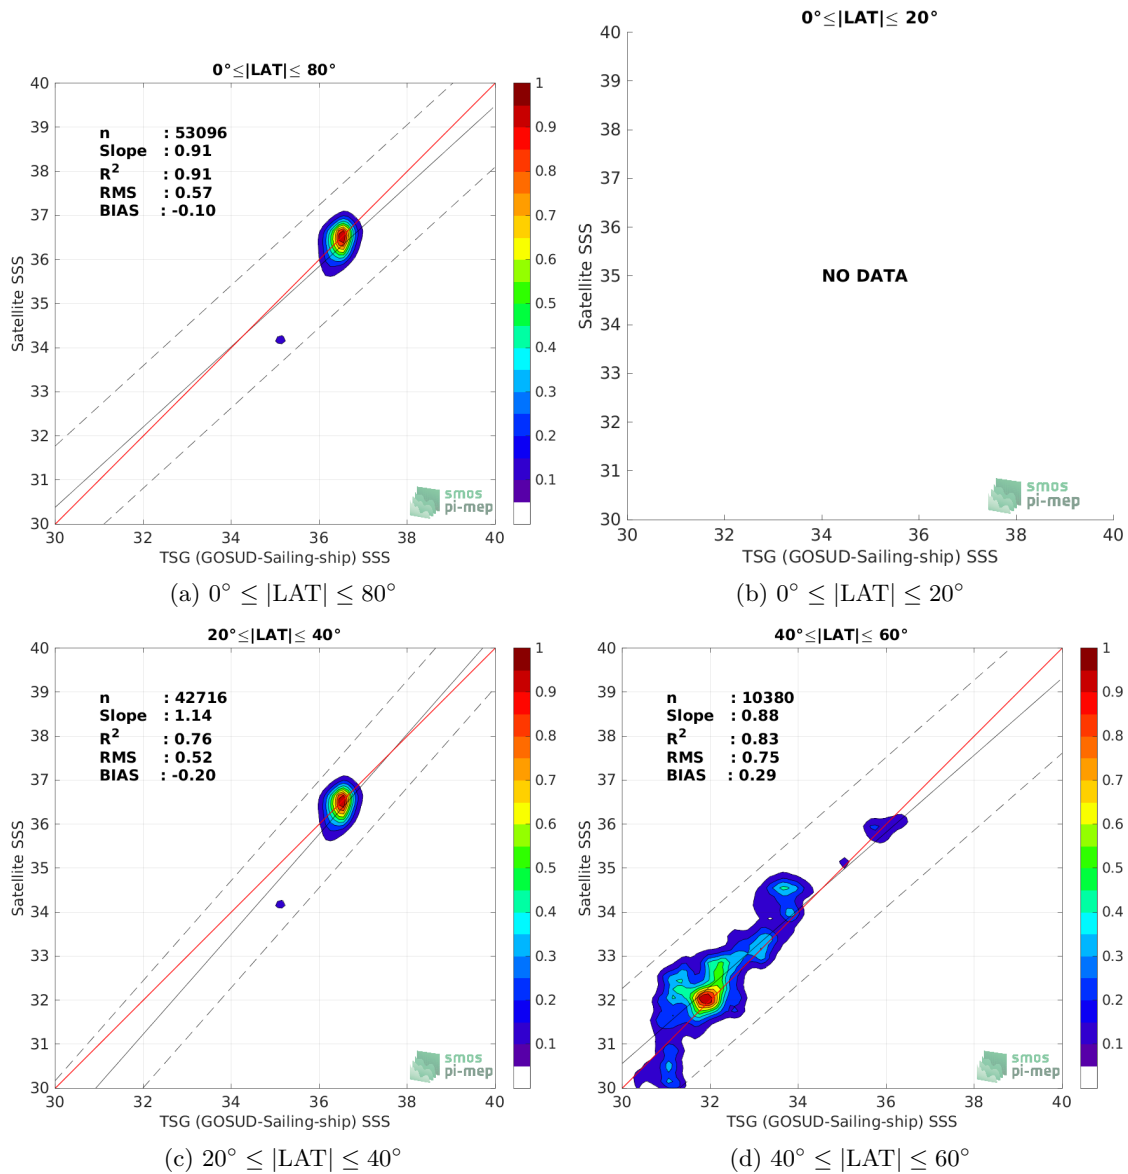 0°≤|LAT|≤ 80°
40
39
38
37
36
35
34
33
32
31
30
Satellite SSS
n : 53096
Slope : 0.91
R² : 0.91
RMS : 0.57
BIAS : -0.10
smos
pi-mep
30 32 34 36 38 40
TSG (GOSUD-Sailing-ship) SSS
1
0.9
0.8
0.7
0.6
0.5
0.4
0.3
0.2
0.1
(a) 0° ≤ |LAT| ≤ 80°
0°≤|LAT|≤ 20°
40
39
38
37
36
35
34
33
32
31
30
Satellite SSS
NO DATA
smos
pi-mep
30 32 34 36 38 40
TSG (GOSUD-Sailing-ship) SSS
(b) 0° ≤ |LAT| ≤ 20°
20°≤|LAT|≤ 40°
40
39
38
37
36
35
34
33
32
31
30
Satellite SSS
n : 42716
Slope : 1.14
R² : 0.76
RMS : 0.52
BIAS : -0.20
smos
pi-mep
30 32 34 36 38 40
TSG (GOSUD-Sailing-ship) SSS
1
0.9
0.8
0.7
0.6
0.5
0.4
0.3
0.2
0.1
(c) 20° ≤ |LAT| ≤ 40°
40°≤|LAT|≤ 60°
40
39
38
37
36
35
34
33
32
31
30
Satellite SSS
n : 10380
Slope : 0.88
R² : 0.83
RMS : 0.75
BIAS : 0.29
smos
pi-mep
30 32 34 36 38 40
TSG (GOSUD-Sailing-ship) SSS
1
0.9
0.8
0.7
0.6
0.5
0.4
0.3
0.2
0.1
(d) 40° ≤ |LAT| ≤ 60°